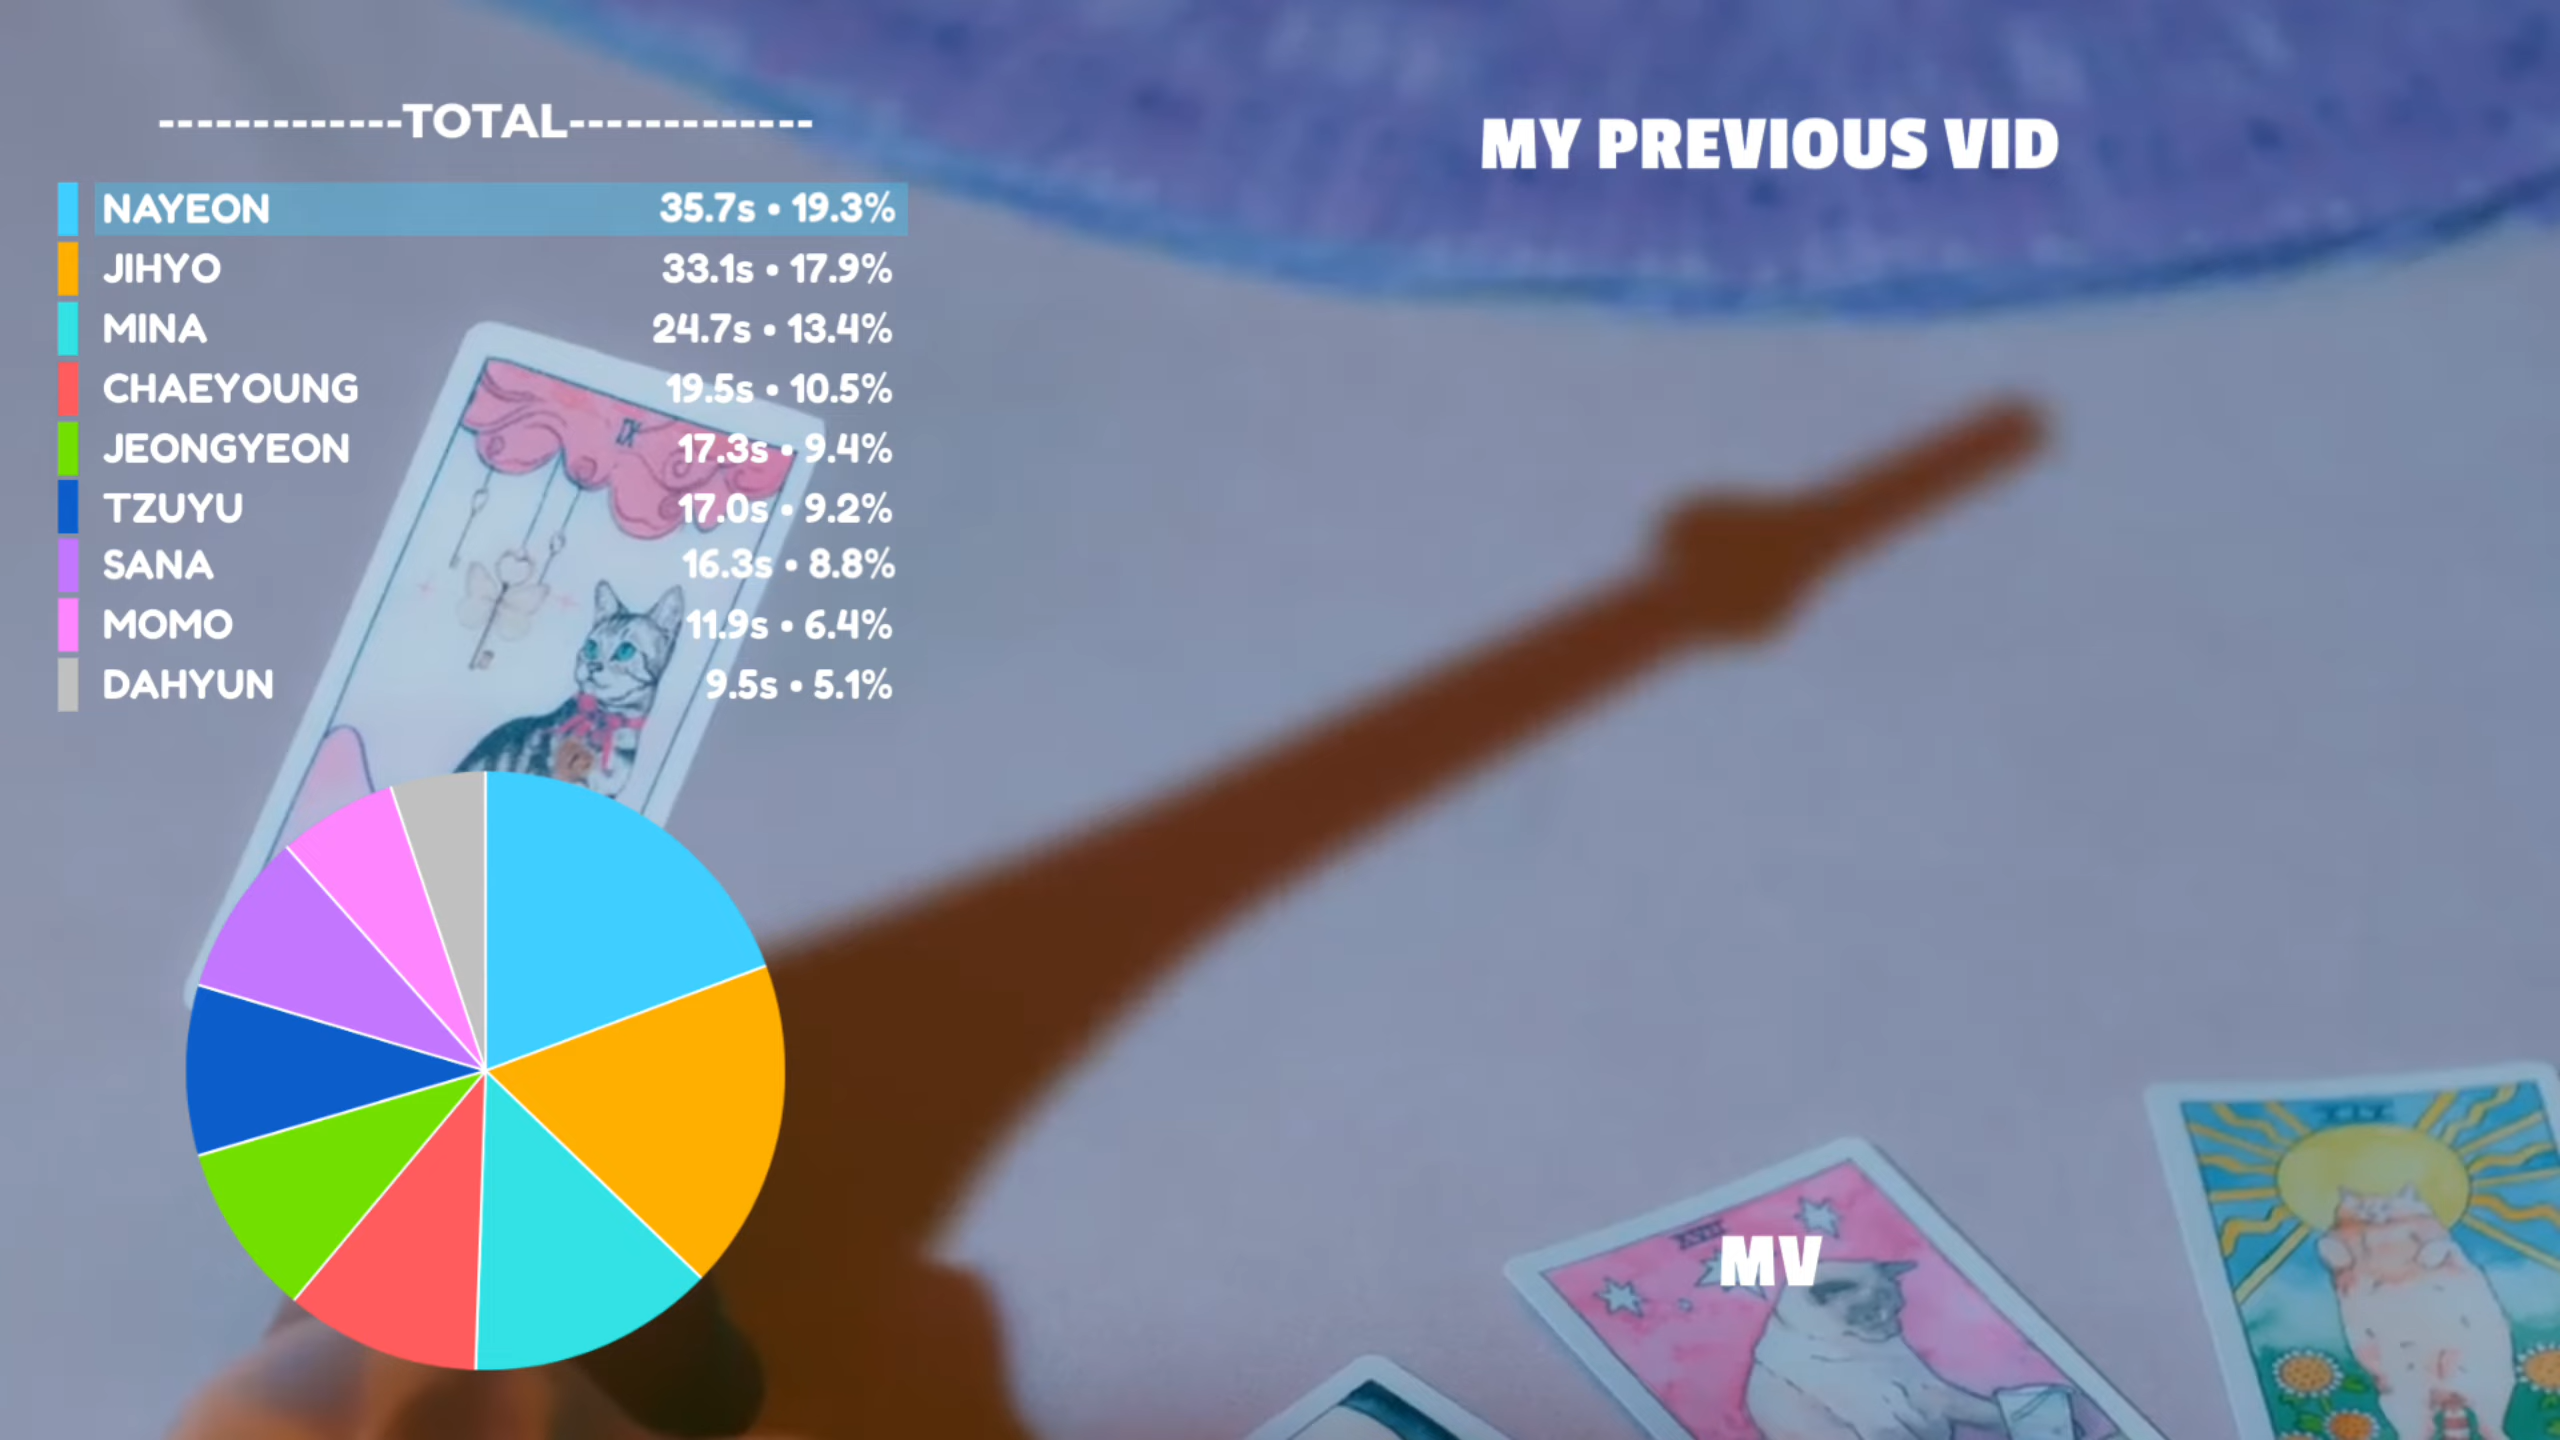 -------------TOTAL-------------
NAYEON 35.7s • 19.3%
JIHYO 33.1s • 17.9%
MINA 24.7s • 13.4%
CHAEYOUNG 19.5s • 10.5%
JEONGYEON 17.3s • 9.4%
TZUYU 17.0s • 9.2%
SANA 16.3s • 8.8%
MOMO 11.9s • 6.4%
DAHYUN 9.5s • 5.1%
MY PREVIOUS VID
MV